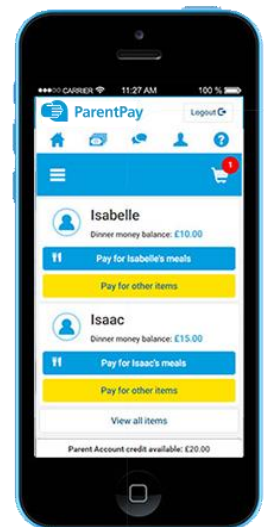 ●●●○○ CARRIER 11:27 AM 100 %
ParentPay
Logout
?
1
Isabelle
Dinner money balance: £10.00
Pay for Isabelle's meals
Pay for other items
Isaac
Dinner money balance: £15.00
Pay for Isaac's meals
Pay for other items
View all items
Parent Account credit available: £20.00